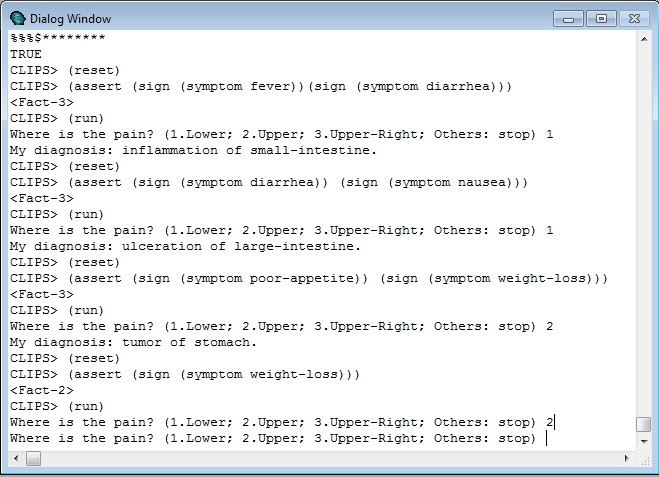 Dialog Window
%%%$********
TRUE
CLIPS> (reset)
CLIPS> (assert (sign (symptom fever))(sign (symptom diarrhea)))
<Fact-3>
CLIPS> (run)
Where is the pain? (1.Lower; 2.Upper; 3.Upper-Right; Others: stop) 1
My diagnosis: inflammation of small-intestine.
CLIPS> (reset)
CLIPS> (assert (sign (symptom diarrhea)) (sign (symptom nausea)))
<Fact-3>
CLIPS> (run)
Where is the pain? (1.Lower; 2.Upper; 3.Upper-Right; Others: stop) 1
My diagnosis: ulceration of large-intestine.
CLIPS> (reset)
CLIPS> (assert (sign (symptom poor-appetite)) (sign (symptom weight-loss)))
<Fact-3>
CLIPS> (run)
Where is the pain? (1.Lower; 2.Upper; 3.Upper-Right; Others: stop) 2
My diagnosis: tumor of stomach.
CLIPS> (reset)
CLIPS> (assert (sign (symptom weight-loss)))
<Fact-2>
CLIPS> (run)
Where is the pain? (1.Lower; 2.Upper; 3.Upper-Right; Others: stop) 2
Where is the pain? (1.Lower; 2.Upper; 3.Upper-Right; Others: stop)